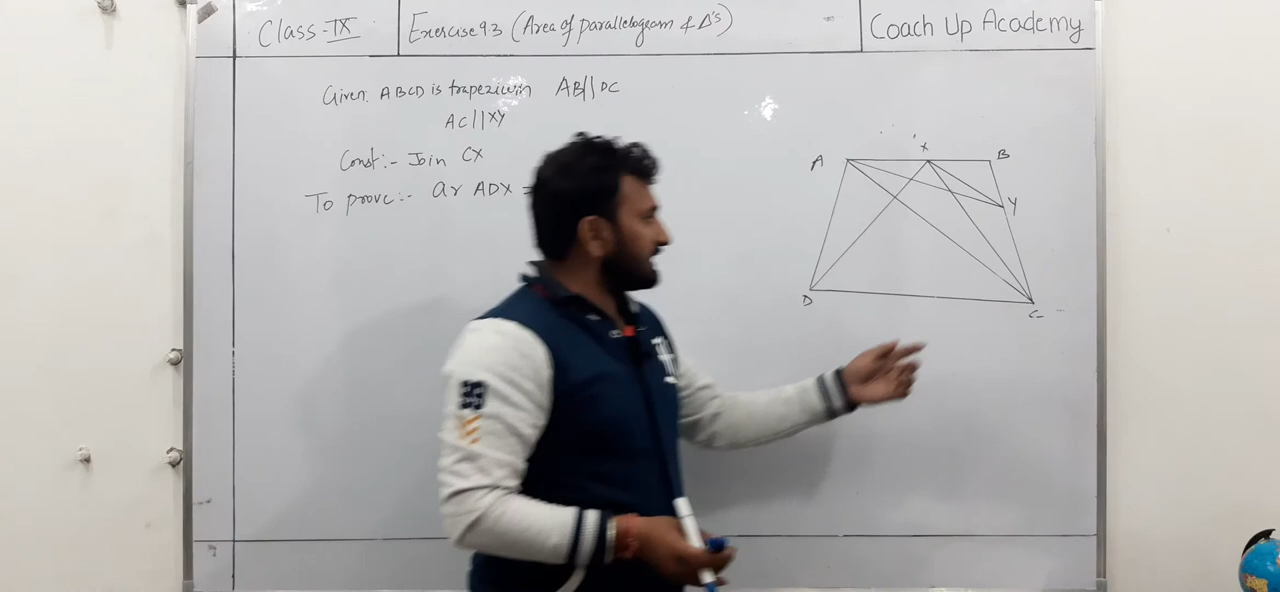 Class-IX
Exercise 9.3 (Area of parallelogram & Δ's)
Coach Up Academy
Given: ABCD is trapezium AB||DC
AC||XY
Const:- Join CX
To prove:- ar ADX =
A
X
B
Y
D
C